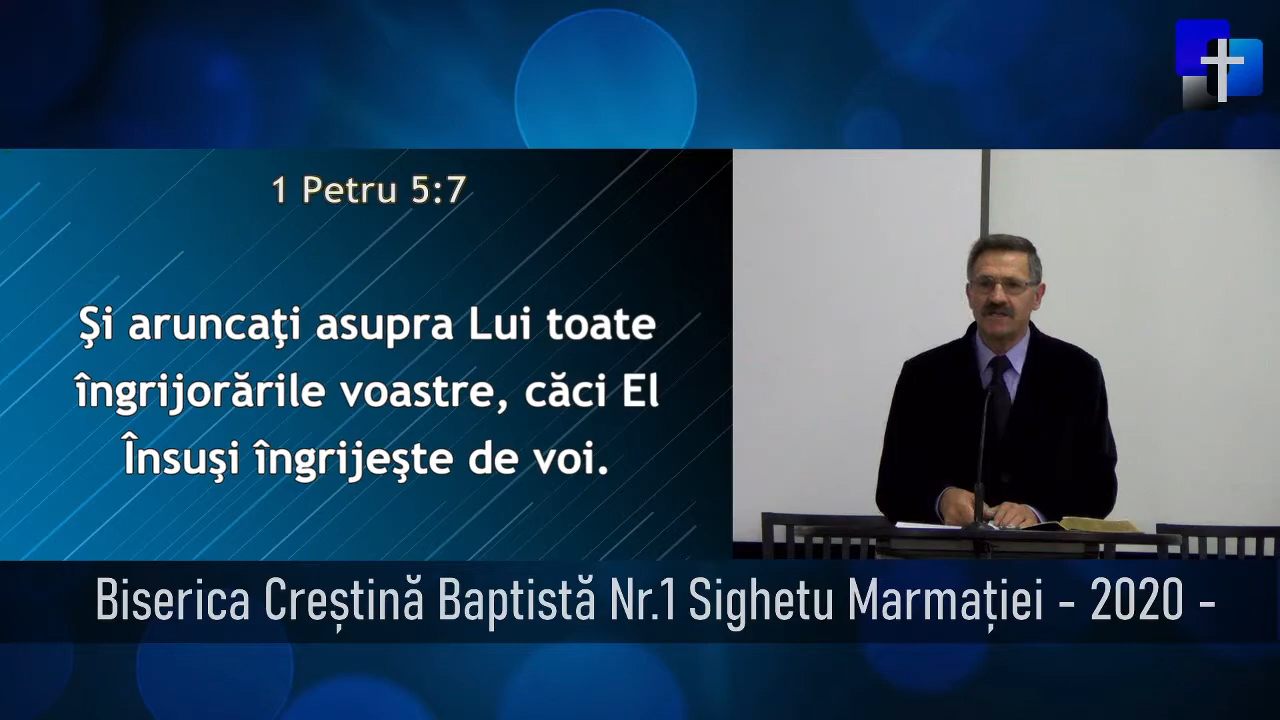 1 Petru 5:7
Şi aruncaţi asupra Lui toate
îngrijorările voastre, căci El
Însuşi îngrijeşte de voi.
Biserica Creștină Baptistă Nr.1 Sighetu Marmației - 2020 -